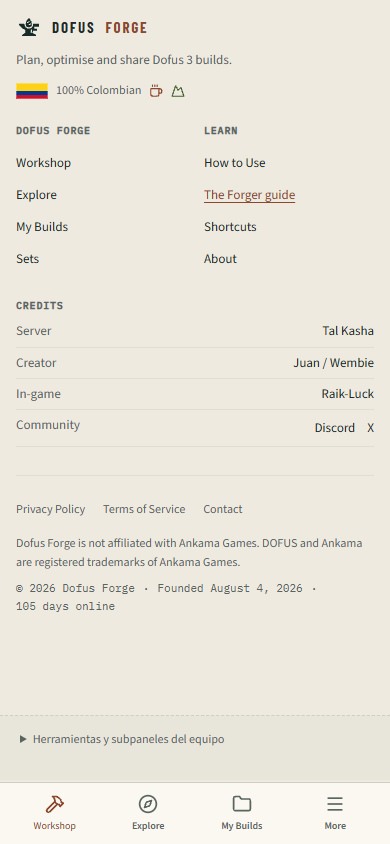 DOFUS FORGE
Plan, optimise and share Dofus 3 builds.
100% Colombian
DOFUS FORGE
Workshop
Explore
My Builds
Sets
LEARN
How to Use
The Forger guide
Shortcuts
About
CREDITS
Server Tal Kasha
Creator Juan / Wembie
In-game Raik-Luck
Community Discord X
Privacy Policy Terms of Service Contact
Dofus Forge is not affiliated with Ankama Games. DOFUS and Ankama
are registered trademarks of Ankama Games.
© 2026 Dofus Forge · Founded August 4, 2026 ·
105 days online
Herramientas y subpaneles del equipo
Workshop Explore My Builds More